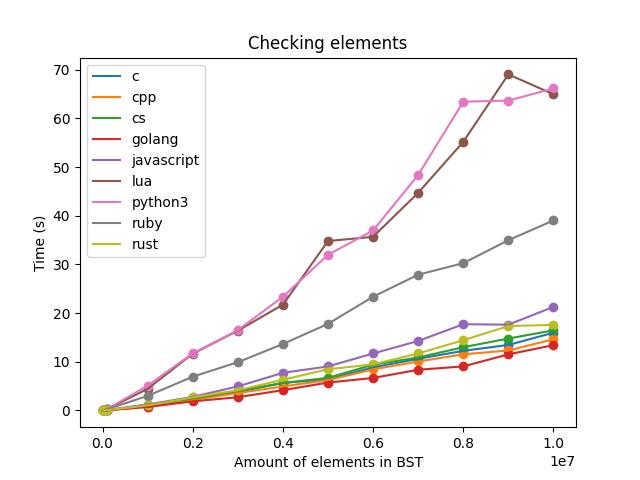 Checking elements
Time (s)
70
60
50
40
30
20
10
0
c
cpp
cs
golang
javascript
lua
python3
ruby
rust
0.0 0.2 0.4 0.6 0.8 1.0
1e7
Amount of elements in BST